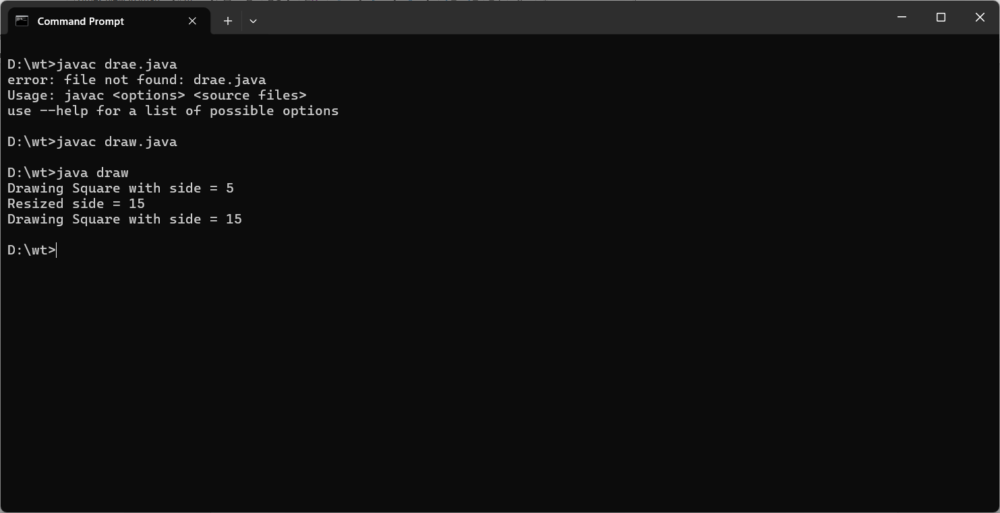 Command Prompt
D:\wt>javac drae.java
error: file not found: drae.java
Usage: javac <options> <source files>
use --help for a list of possible options
D:\wt>javac draw.java
D:\wt>java draw
Drawing Square with side = 5
Resized side = 15
Drawing Square with side = 15
D:\wt>